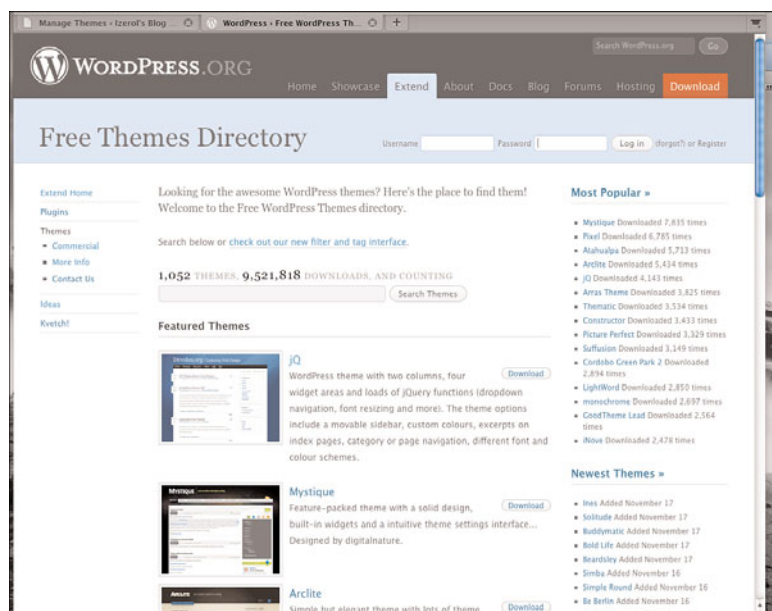 Manage Themes ‹ Izerol's Blog ...
WordPress › Free WordPress Th...
WORDPRESS.ORG
Search WordPress.org
Go
Home Showcase Extend About Docs Blog Forums Hosting Download
Free Themes Directory
Username
Password
Log in
(forgot?) or Register
Extend Home
Plugins
Themes
Commercial
More Info
Contact Us
Ideas
Kvetch!
Looking for the awesome WordPress themes? Here's the place to find them!
Welcome to the Free WordPress Themes directory.
Search below or check out our new filter and tag interface.
1,052 THEMES, 9,521,818 DOWNLOADS, AND COUNTING
Search Themes
Featured Themes
jQ
Download
WordPress theme with two columns, four
widget areas and loads of jQuery functions (dropdown
navigation, font resizing and more). The theme options
include a movable sidebar, custom colours, excerpts on
index pages, category or page navigation, different font and
colour schemes.
MYSTIQUE
Mystique
Download
Feature-packed theme with a solid design,
built-in widgets and a intuitive theme settings interface...
Designed by digitalnature.
ARCLITE
Arclite
Download
Simple but elegant theme with lots of theme
Most Popular »
Mystique Downloaded 7,835 times
Pixel Downloaded 6,785 times
Atahualpa Downloaded 5,713 times
Arclite Downloaded 5,434 times
jQ Downloaded 4,143 times
Arras Theme Downloaded 3,825 times
Thematic Downloaded 3,534 times
Constructor Downloaded 3,433 times
Picture Perfect Downloaded 3,329 times
Suffusion Downloaded 3,149 times
Cordobo Green Park 2 Downloaded
2,894 times
LightWord Downloaded 2,850 times
monochrome Downloaded 2,697 times
GoodTheme Lead Downloaded 2,564
times
iNove Downloaded 2,478 times
Newest Themes »
Ines Added November 17
Solitude Added November 17
Buddymatic Added November 17
Bold Life Added November 17
Beardsley Added November 17
Simba Added November 16
Simple Round Added November 16
Be Berlin Added November 16